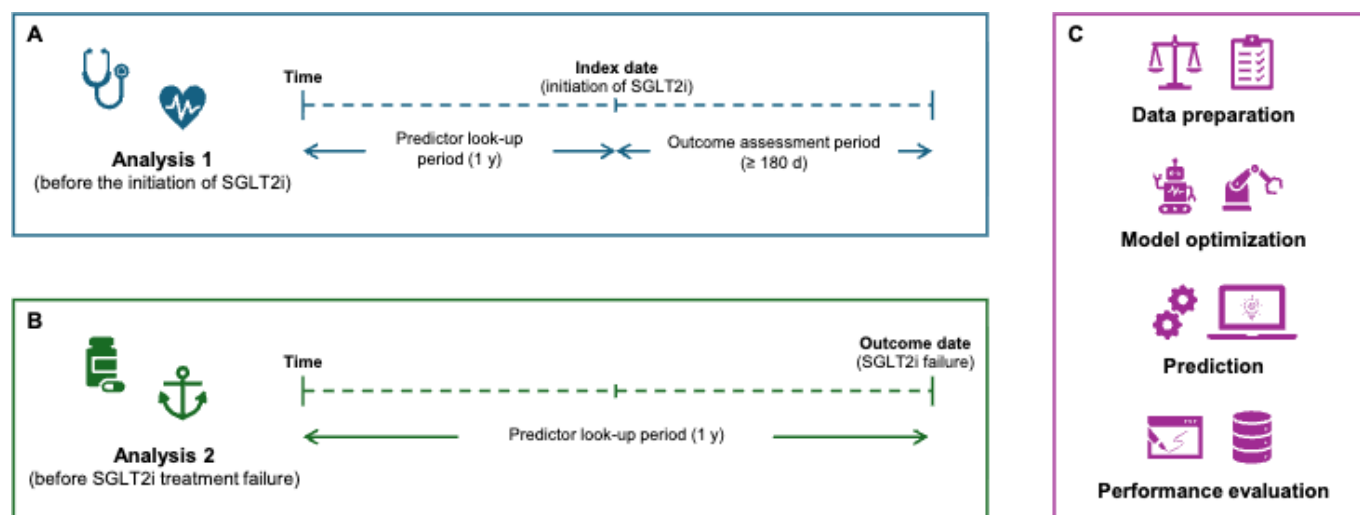 A
Time
Index date
(initiation of SGLT2i)
Predictor look-up
period (1 y)
Outcome assessment period
(≥ 180 d)
Analysis 1
(before the initiation of SGLT2i)
B
Time
Outcome date
(SGLT2i failure)
Predictor look-up period (1 y)
Analysis 2
(before SGLT2i treatment failure)
C
Data preparation
Model optimization
Prediction
Performance evaluation